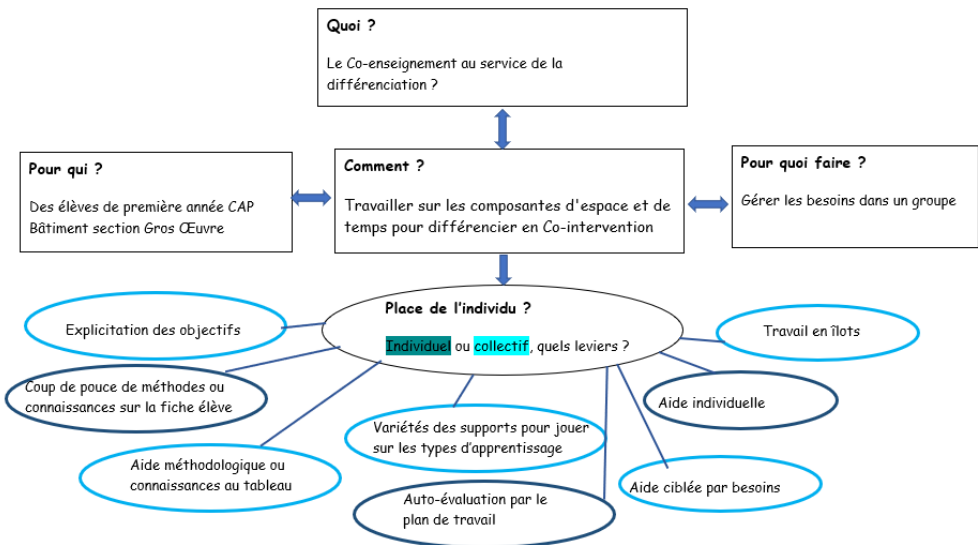 Quoi ?
Le Co-enseignement au service de la
différenciation ?
Pour qui ?
Des élèves de première année CAP
Bâtiment section Gros Œuvre
Comment ?
Travailler sur les composantes d'espace et de
temps pour différencier en Co-intervention
Pour quoi faire ?
Gérer les besoins dans un groupe
Place de l'individu ?
Individuel ou collectif, quels leviers ?
Explicitation des objectifs
Travail en îlots
Coup de pouce de méthodes ou
connaissances sur la fiche élève
Aide individuelle
Variétés des supports pour jouer
sur les types d'apprentissage
Aide méthodologique ou
connaissances au tableau
Aide ciblée par besoins
Auto-évaluation par le
plan de travail